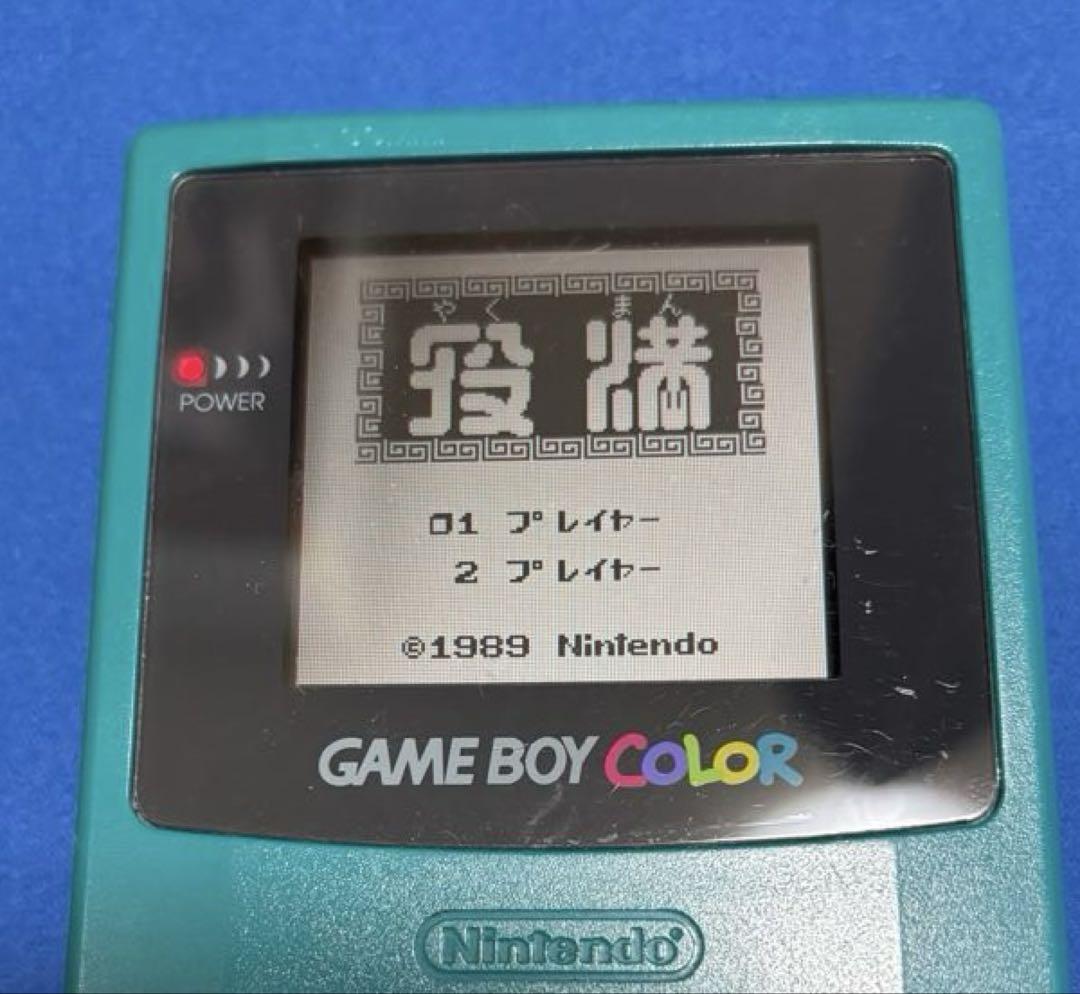 やくまん
役満
POWER
1 プレイヤー
2 プレイヤー
©1989 Nintendo
GAME BOY COLOR
Nintendo®